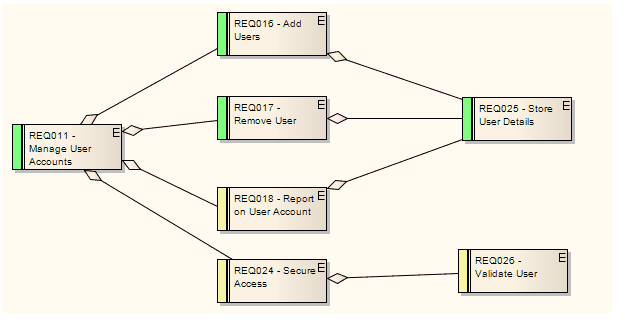 REQ016 - Add E
Users
REQ017 - E
Remove User
REQ025 - Store E
User Details
REQ011 - E
Manage User
Accounts
REQ018 - Report E
on User Account
REQ024 - Secure E
Access
REQ026 - E
Validate User